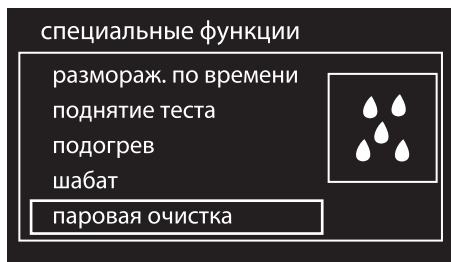 специальные функции
размораж. по времени
поднятие теста
подогрев
шабат
паровая очистка